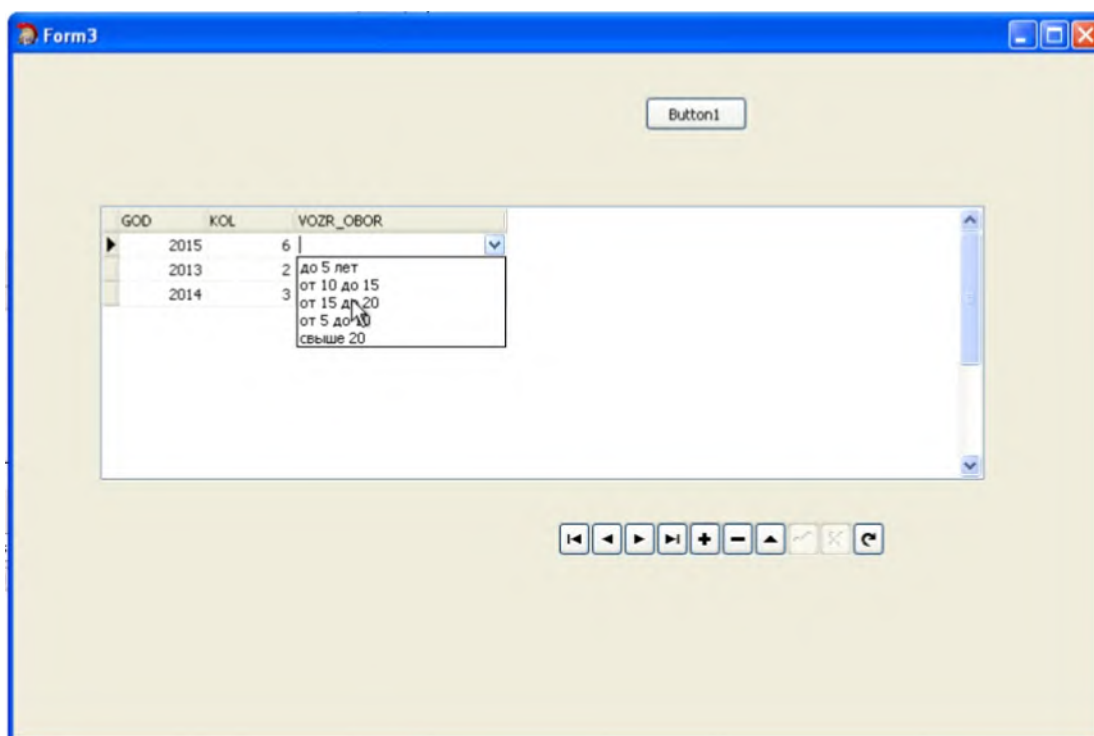 Form3
Button1
GOD KOL VOZR_OBOR
2015 6
2013 2
2014 3
до 5 лет
от 10 до 15
от 15 до 20
от 5 до 10
свыше 20